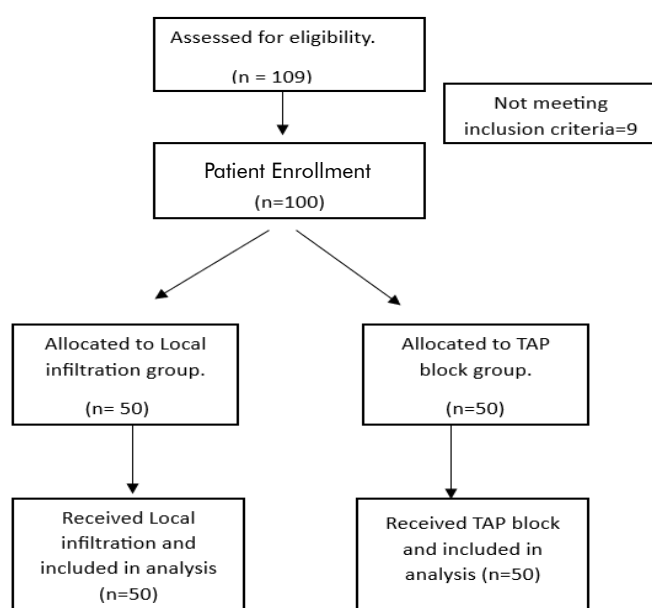 Assessed for eligibility.
(n = 109)
Not meeting
inclusion criteria=9
Patient Enrollment
(n=100)
Allocated to Local
infiltration group.
(n= 50)
Allocated to TAP
block group.
(n=50)
Received Local
infiltration and
included in analysis
(n=50)
Received TAP block
and included in
analysis (n=50)